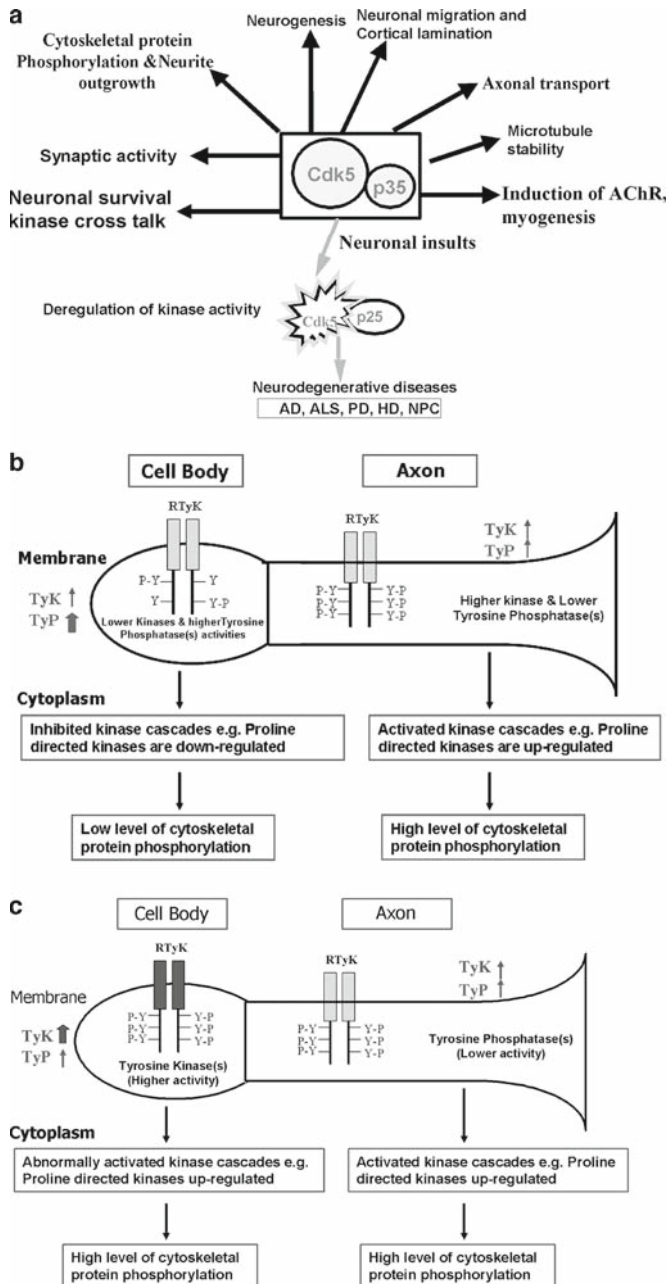 a
Neurogenesis
Neuronal migration and
Cortical lamination
Cytoskeletal protein
Phosphorylation &Neurite
outgrowth
Axonal transport
Microtubule
stability
Synaptic activity
Cdk5
p35
Neuronal survival
kinase cross talk
Induction of AChR,
myogenesis
Neuronal insults
Deregulation of kinase activity
Cdk5
p25
Neurodegenerative diseases
AD, ALS, PD, HD, NPC
b
Cell Body
Axon
RTyK
RTyK
TyK
TyP
Membrane
TyK
TyP
P-Y
Y
Y
Y-P
Lower Kinases & higherTyrosine
Phosphatase(s) activities
P-Y
P-Y
P-Y
Y-P
Y-P
Y-P
Higher kinase & Lower
Tyrosine Phosphatase(s)
Cytoplasm
Inhibited kinase cascades e.g. Proline
directed kinases are down-regulated
Activated kinase cascades e.g. Proline
directed kinases are up-regulated
Low level of cytoskeletal
protein phosphorylation
High level of cytoskeletal
protein phosphorylation
c
Cell Body
Axon
RTyK
RTyK
TyK
TyP
Membrane
TyK
TyP
P-Y
P-Y
P-Y
Y-P
Y-P
Y-P
Tyrosine Kinase(s)
(Higher activity)
P-Y
P-Y
P-Y
Y-P
Y-P
Y-P
Tyrosine Phosphatase(s)
(Lower activity)
Cytoplasm
Abnormally activated kinase cascades e.g.
Proline directed kinases up-regulated
Activated kinase cascades e.g. Proline
directed kinases up-regulated
High level of cytoskeletal
protein phosphorylation
High level of cytoskeletal
protein phosphorylation